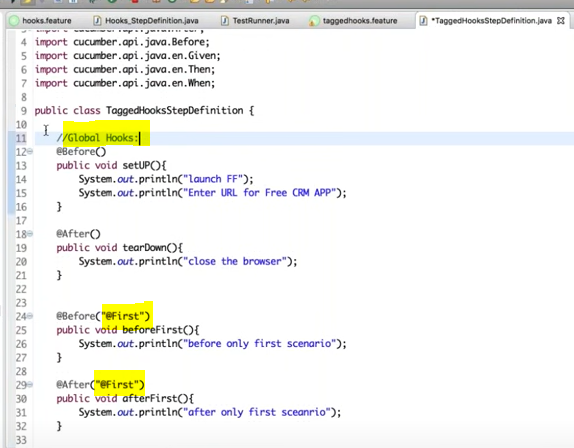 hooks.feature Hooks_StepDefinition.java TestRunner.java taggedhooks.feature *TaggedHooksStepDefinition.java
3 import cucumber.api.java.After;
4 import cucumber.api.java.Before;
5 import cucumber.api.java.en.Given;
6 import cucumber.api.java.en.Then;
7 import cucumber.api.java.en.When;
8
9 public class TaggedHooksStepDefinition {
10
11 //Global Hooks:
12 @Before()
13 public void setUP(){
14 System.out.println("launch FF");
15 System.out.println("Enter URL for Free CRM APP");
16 }
17
18 @After()
19 public void tearDown(){
20 System.out.println("close the browser");
21 }
22
23
24 @Before("@First")
25 public void beforeFirst(){
26 System.out.println("before only first scenario");
27 }
28
29 @After("@First")
30 public void afterFirst(){
31 System.out.println("after only first sceanrio");
32 }
33